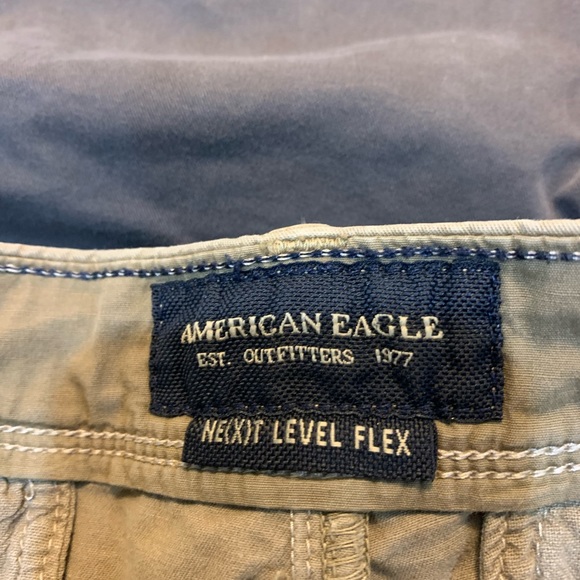 AMERICAN EAGLE
EST. OUTFITTERS 1977
NE(X)T LEVEL FLEX